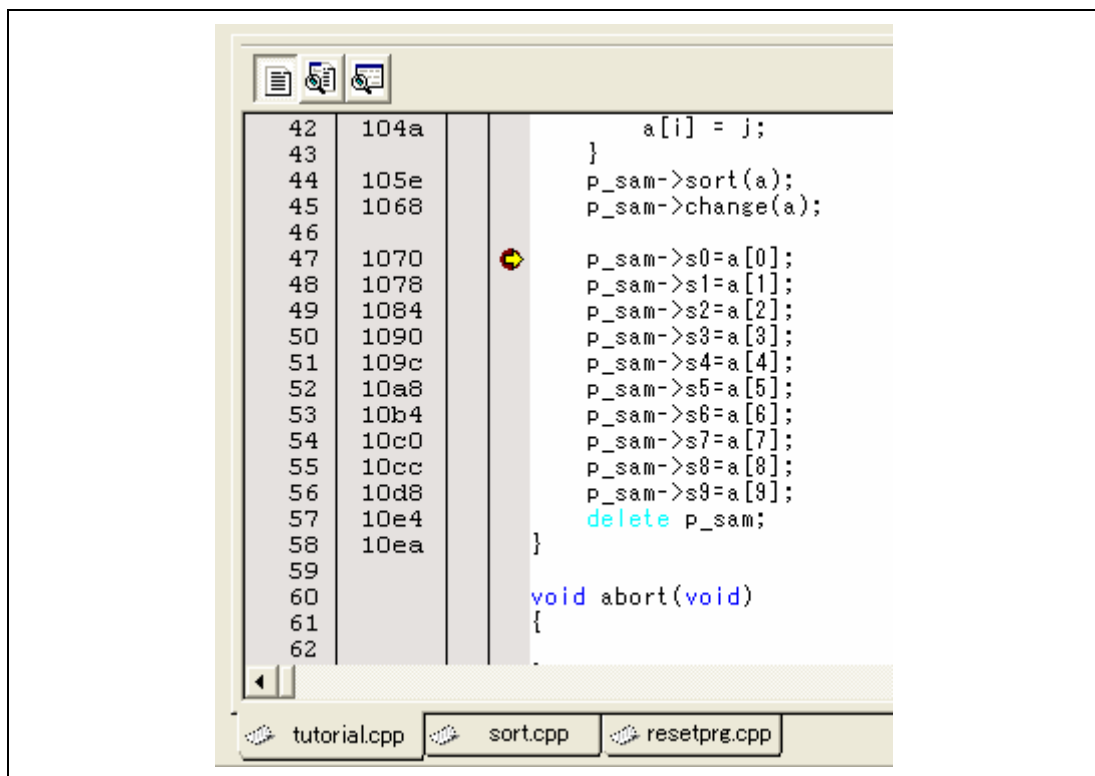 42 104a a[i] = j;
43 }
44 105e p_sam->sort(a);
45 1068 p_sam->change(a);
46
47 1070 p_sam->s0=a[0];
48 1078 p_sam->s1=a[1];
49 1084 p_sam->s2=a[2];
50 1090 p_sam->s3=a[3];
51 109c p_sam->s4=a[4];
52 10a8 p_sam->s5=a[5];
53 10b4 p_sam->s6=a[6];
54 10c0 p_sam->s7=a[7];
55 10cc p_sam->s8=a[8];
56 10d8 p_sam->s9=a[9];
57 10e4 delete p_sam;
58 10ea }
59
60 void abort(void)
61 {
62
tutorial.cpp sort.cpp resetprg.cpp